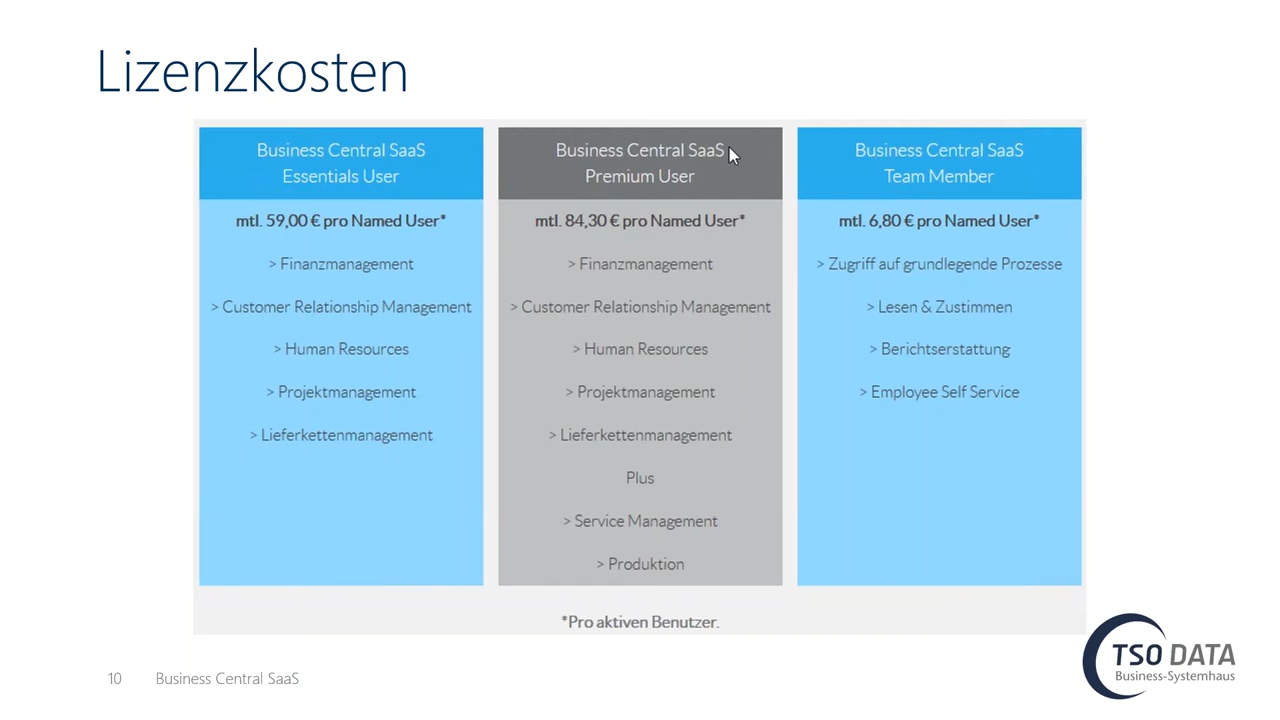 Lizenzkosten
Business Central SaaS
Essentials User
mtl. 59,00 € pro Named User*
> Finanzmanagement
> Customer Relationship Management
> Human Resources
> Projektmanagement
> Lieferkettenmanagement
Business Central SaaS
Premium User
mtl. 84,30 € pro Named User*
> Finanzmanagement
> Customer Relationship Management
> Human Resources
> Projektmanagement
> Lieferkettenmanagement
Plus
> Service Management
> Produktion
Business Central SaaS
Team Member
mtl. 6,80 € pro Named User*
> Zugriff auf grundlegende Prozesse
> Lesen & Zustimmen
> Berichtserstattung
> Employee Self Service
*Pro aktiven Benutzer.
10 Business Central SaaS
TSO DATA
Business-Systemhaus